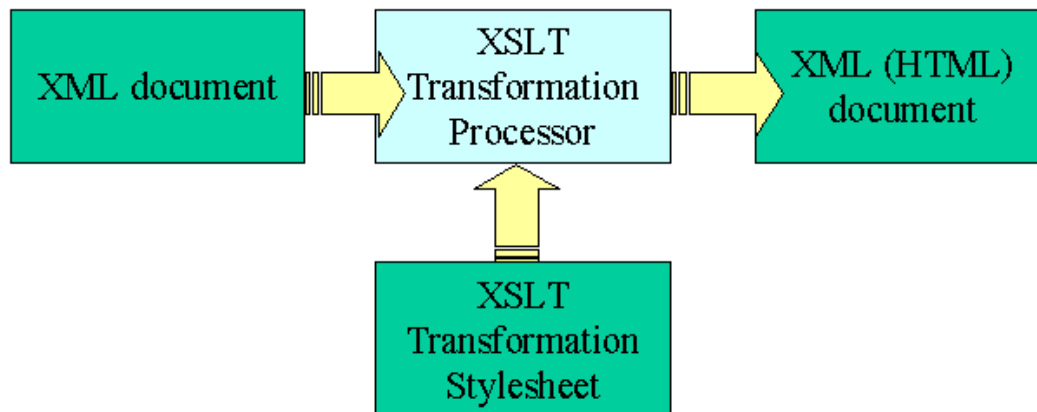 XML document
XSLT
Transformation
Processor
XML (HTML)
document
XSLT
Transformation
Stylesheet